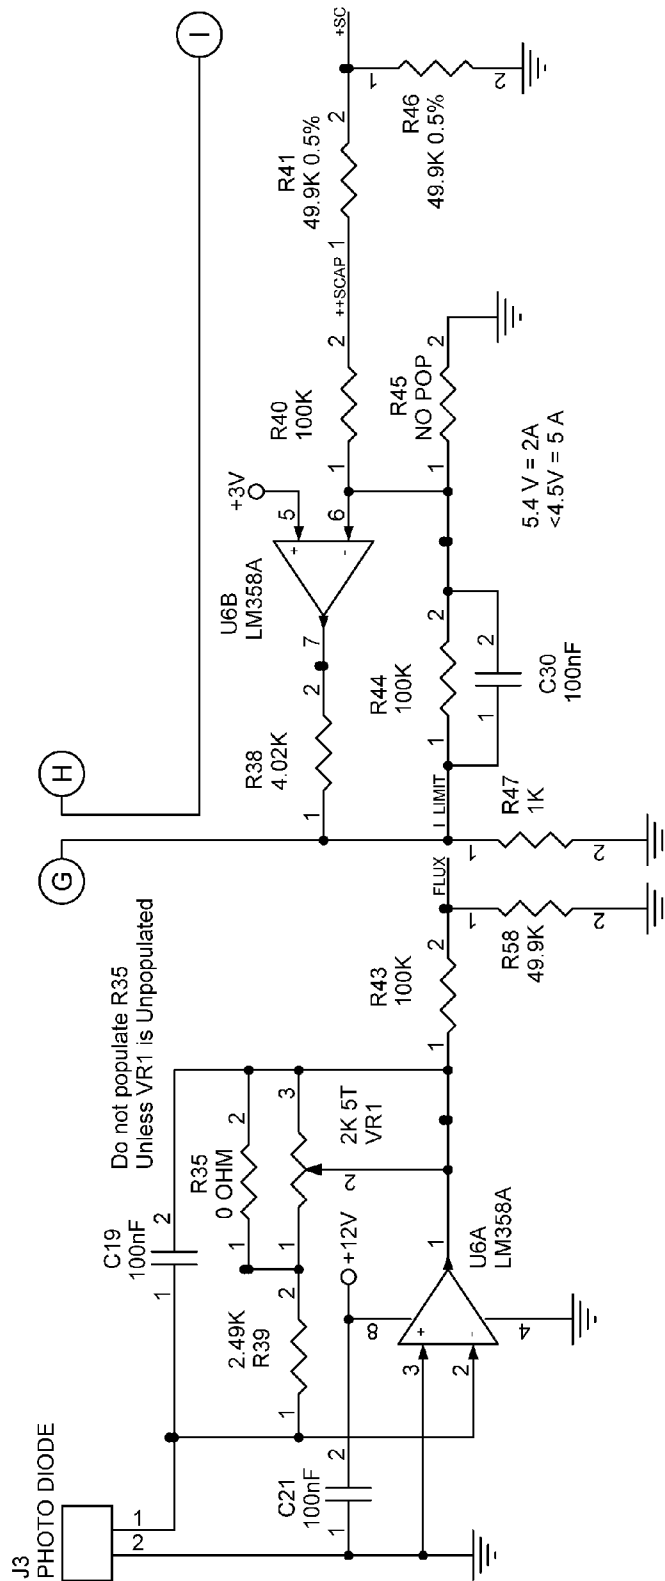 J3
PHOTO DIODE
1
2
C19
100nF
1
2
Do not populate R35
Unless VR1 is Unpopulated
R35
0 OHM
1
2
2.49K
R39
1
2
1
3
2
2K 5T
VR1
C21
100nF
1
2
+12V
8
3
2
4
1
+
-
U6A
LM358A
R43
100K
1
2
FLUX
R58
49.9K
1
2
G
H
I
I_LIMIT
R47
1K
1
2
R38
4.02K
1
2
U6B
LM358A
7
5
6
+
-
+3V
R44
100K
1
2
C30
100nF
1
2
R40
100K
1
2
R45
NO POP
1
2
5.4 V = 2A
<4.5V = 5 A
++SCAP
R41
49.9K 0.5%
1
2
+SC
R46
49.9K 0.5%
1
2